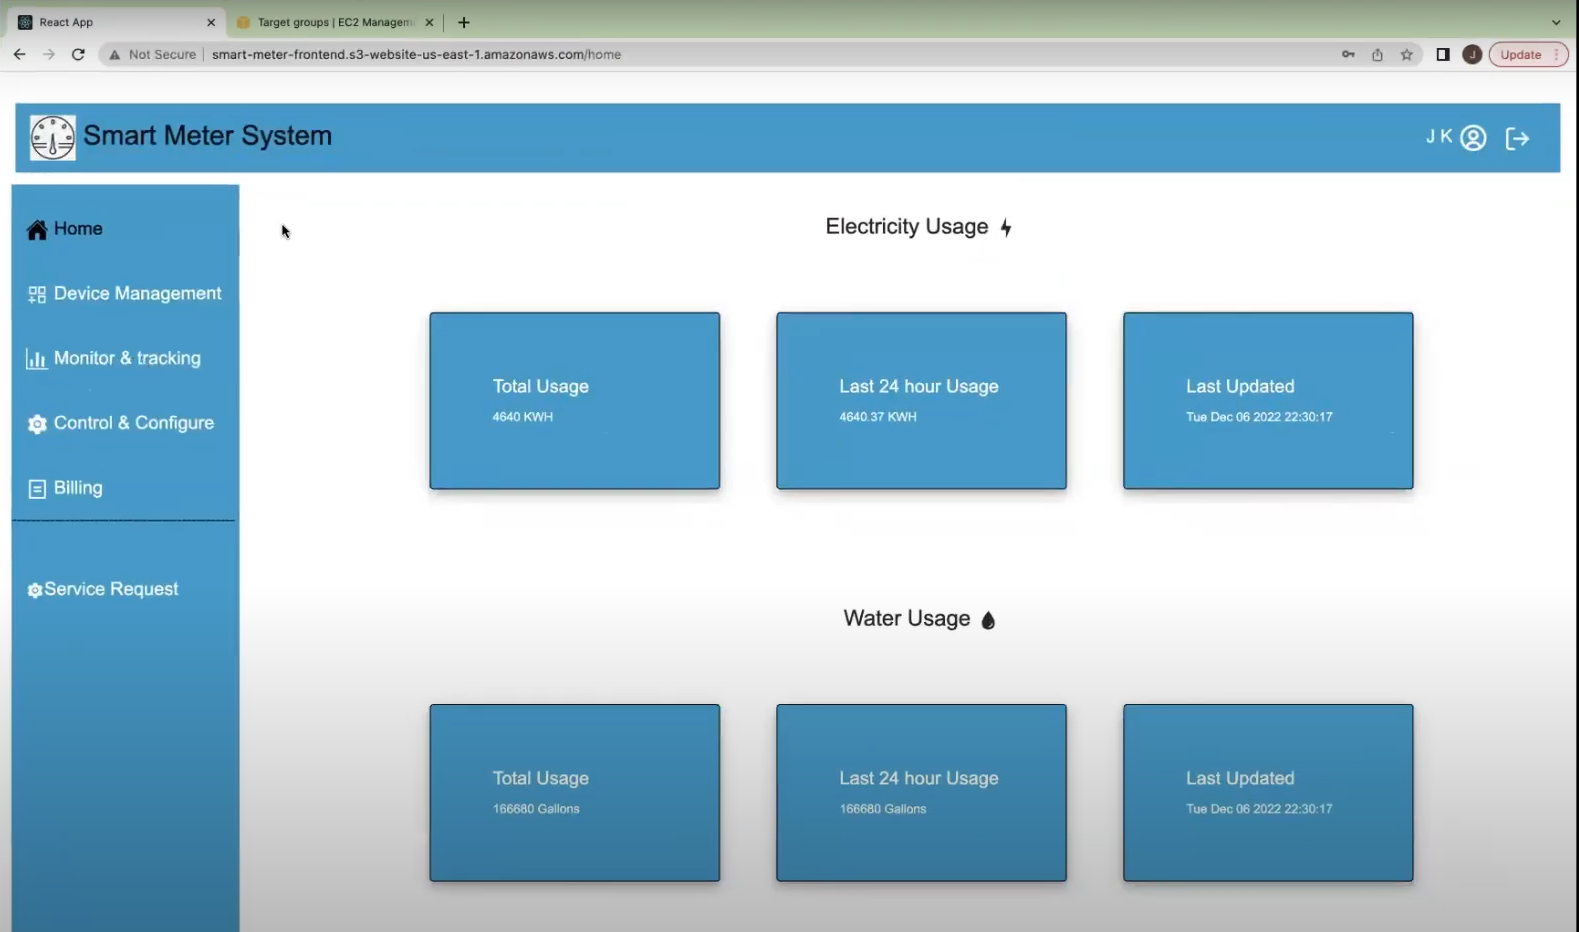 React App
Target groups | EC2 Managem
Not Secure
smart-meter-frontend.s3-website-us-east-1.amazonaws.com/home
J
Update
Smart Meter System
J K
Home
Device Management
Monitor & tracking
Control & Configure
Billing
Service Request
Electricity Usage
Total Usage
4640 KWH
Last 24 hour Usage
4640.37 KWH
Last Updated
Tue Dec 06 2022 22:30:17
Water Usage
Total Usage
166680 Gallons
Last 24 hour Usage
166680 Gallons
Last Updated
Tue Dec 06 2022 22:30:17